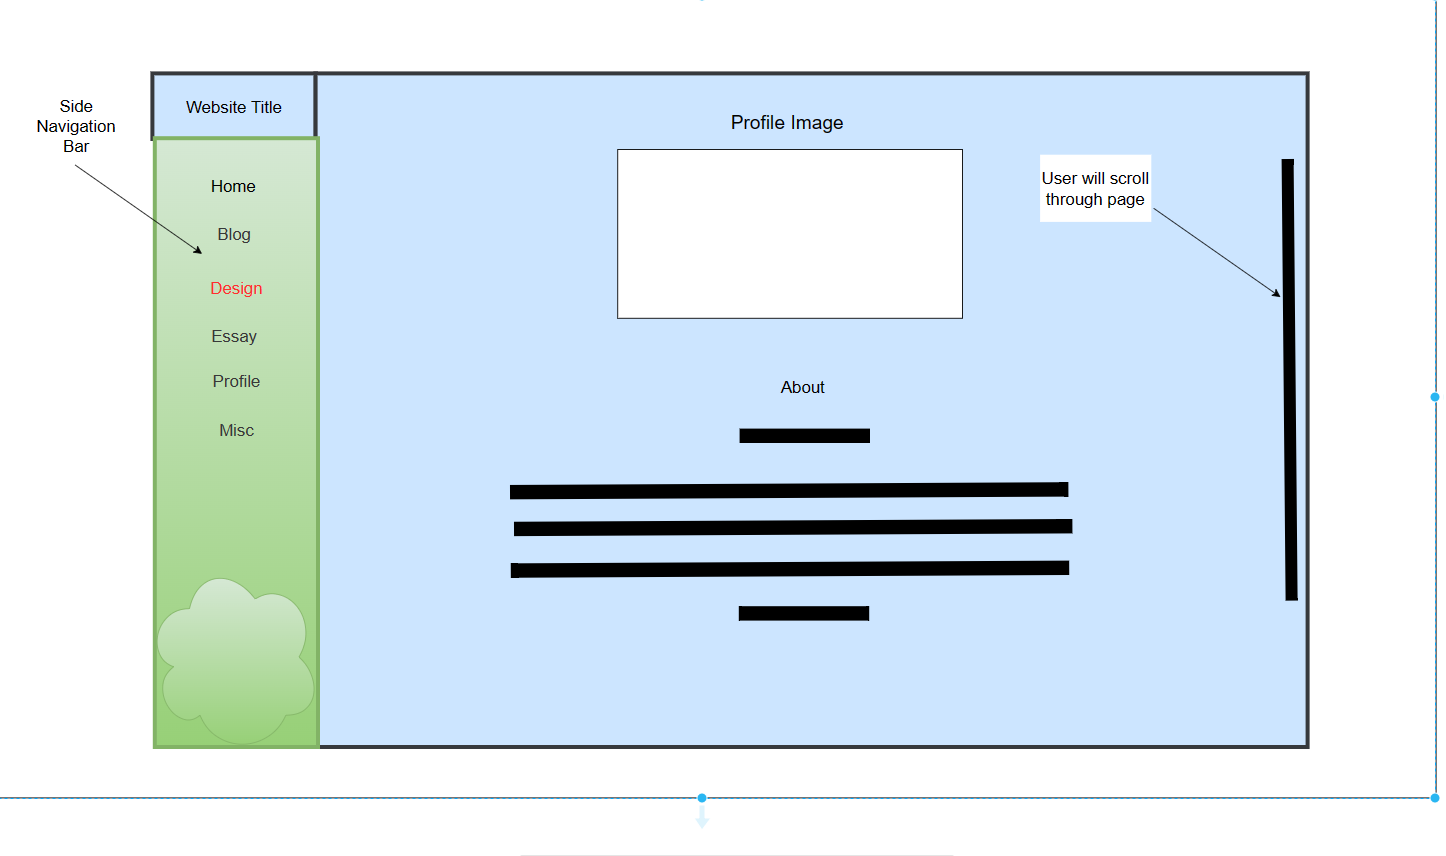 Website Title
Side
Navigation
Bar
Home
Blog
Design
Essay
Profile
Misc
Profile Image
User will scroll
through page
About